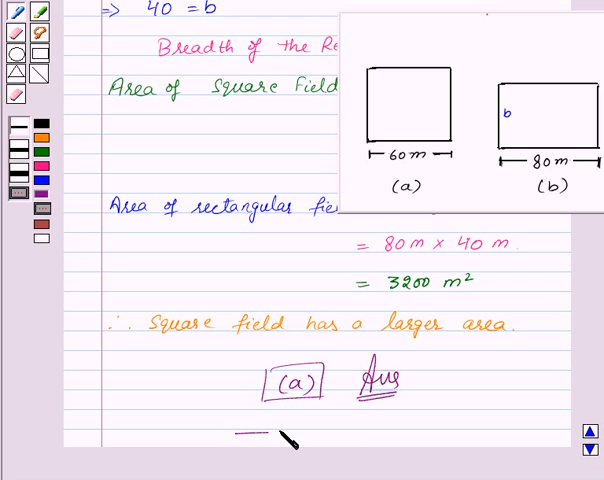 ⇒ 40 = b
Breadth of the Re
Area of Square Field
Area of rectangular fie
= 80 m × 40 m.
= 3200 m²
∴ Square field has a larger area.
(a) Ans
60 m
(a)
b
80 m
(b)